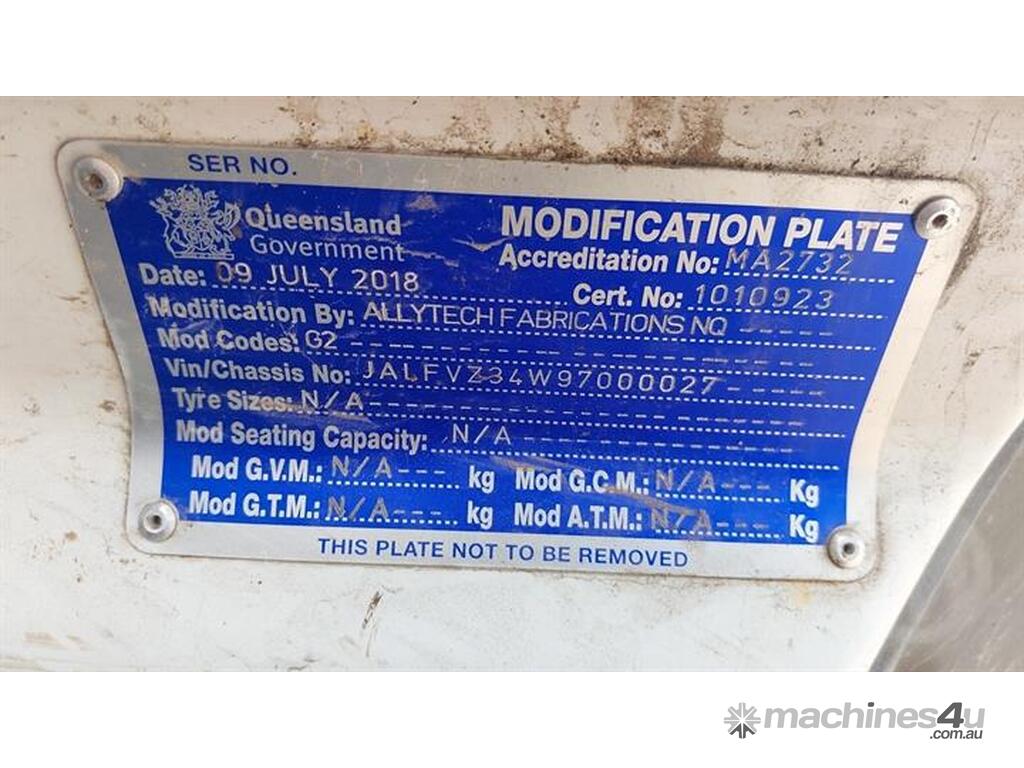 SER NO.
Queensland
Government
MODIFICATION PLATE
Accreditation No: MA2732
Date: 09 JULY 2018
Cert. No: 1010923
Modification By: ALLYTECH FABRICATIONS NQ
Mod Codes: G2
Vin/Chassis No: JALFVZ34W97000027
Tyre Sizes: N/A
Mod Seating Capacity: N/A
Mod G.V.M.: N/A kg Mod G.C.M.: N/A Kg
Mod G.T.M.: N/A kg Mod A.T.M.: N/A Kg
THIS PLATE NOT TO BE REMOVED
machines4u
.com.au